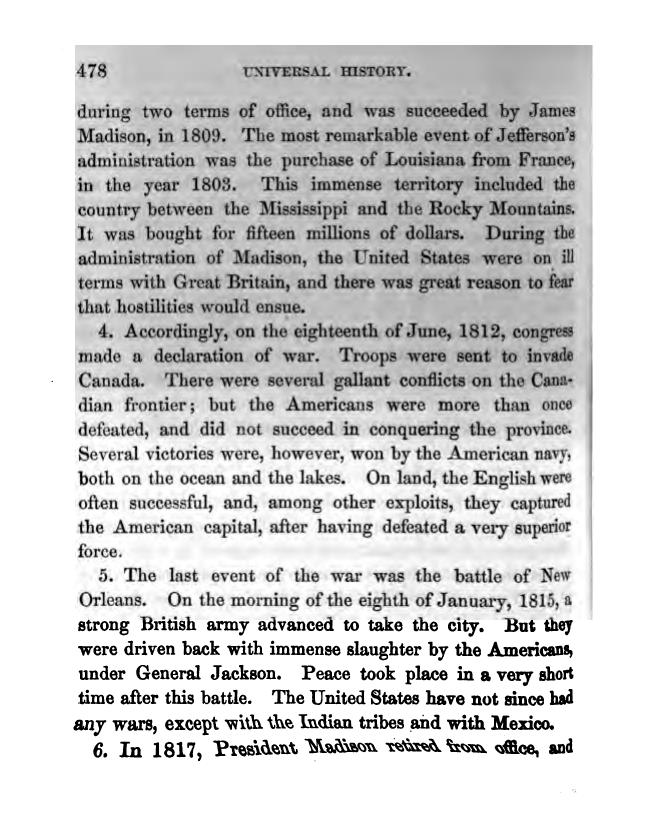 478 UNIVERSAL HISTORY.
during two terms of office, and was succeeded by James
Madison, in 1809. The most remarkable event of Jefferson's
administration was the purchase of Louisiana from France,
in the year 1803. This immense territory included the
country between the Mississippi and the Rocky Mountains.
It was bought for fifteen millions of dollars. During the
administration of Madison, the United States were on ill
terms with Great Britain, and there was great reason to fear
that hostilities would ensue.
4. Accordingly, on the eighteenth of June, 1812, congress
made a declaration of war. Troops were sent to invade
Canada. There were several gallant conflicts on the Cana-
dian frontier; but the Americans were more than once
defeated, and did not succeed in conquering the province.
Several victories were, however, won by the American navy,
both on the ocean and the lakes. On land, the English were
often successful, and, among other exploits, they captured
the American capital, after having defeated a very superior
force.
5. The last event of the war was the battle of New
Orleans. On the morning of the eighth of January, 1815, a
strong British army advanced to take the city. But they
were driven back with immense slaughter by the Americans,
under General Jackson. Peace took place in a very short
time after this battle. The United States have not since had
any wars, except with the Indian tribes and with Mexico.
6. In 1817, President Madison retired from office, and